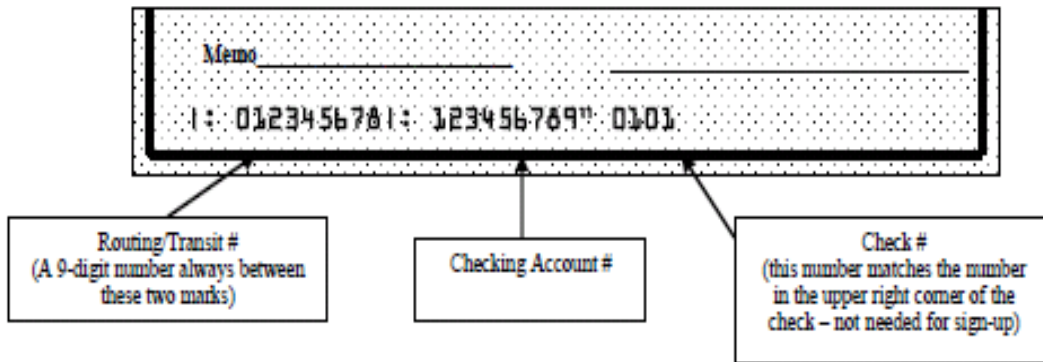 Memo
|: 012345678|: 123456789" 0101
Routing/Transit #
(A 9-digit number always between
these two marks)
Checking Account #
Check #
(this number matches the number
in the upper right corner of the
check – not needed for sign-up)